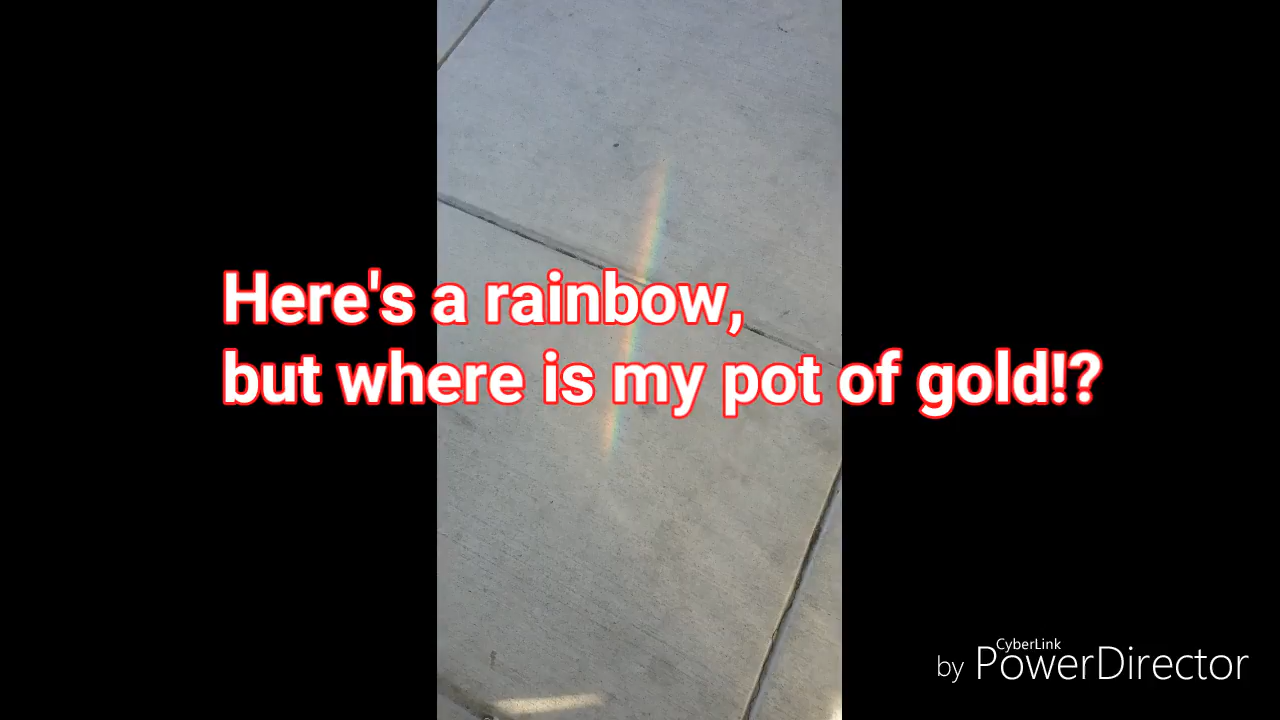 Here's a rainbow,
but where is my pot of gold!?
CyberLink
by PowerDirector